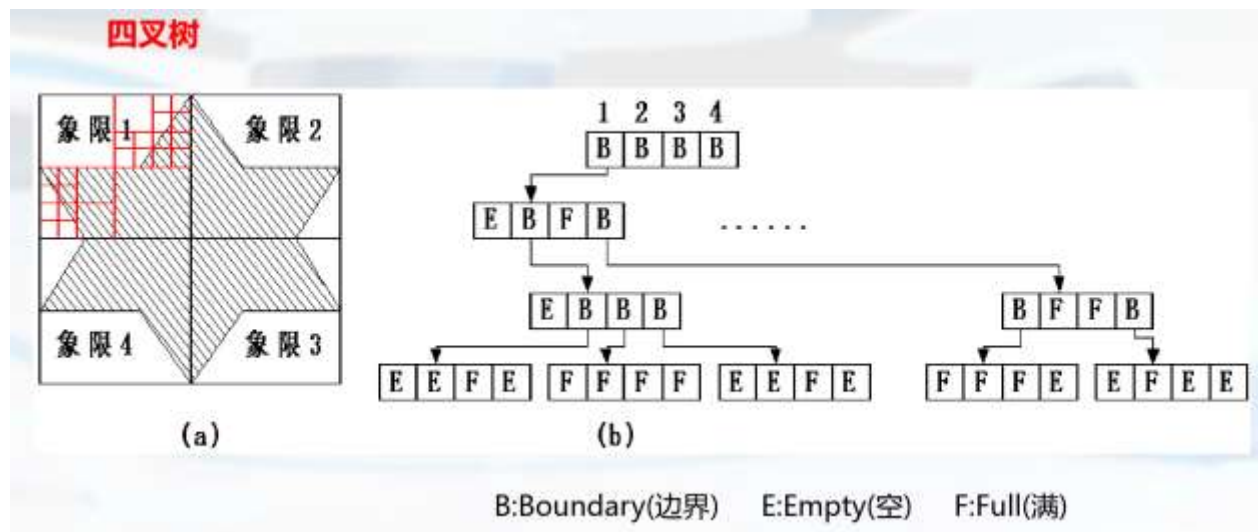 四叉树
象限1
象限2
象限4
象限3
(a)
1 2 3 4
B B B B
E B F B
......
E B B B
B F F B
E E F E
F F F F
E E F E
F F F E
E F E E
(b)
B:Boundary(边界) E:Empty(空) F:Full(满)